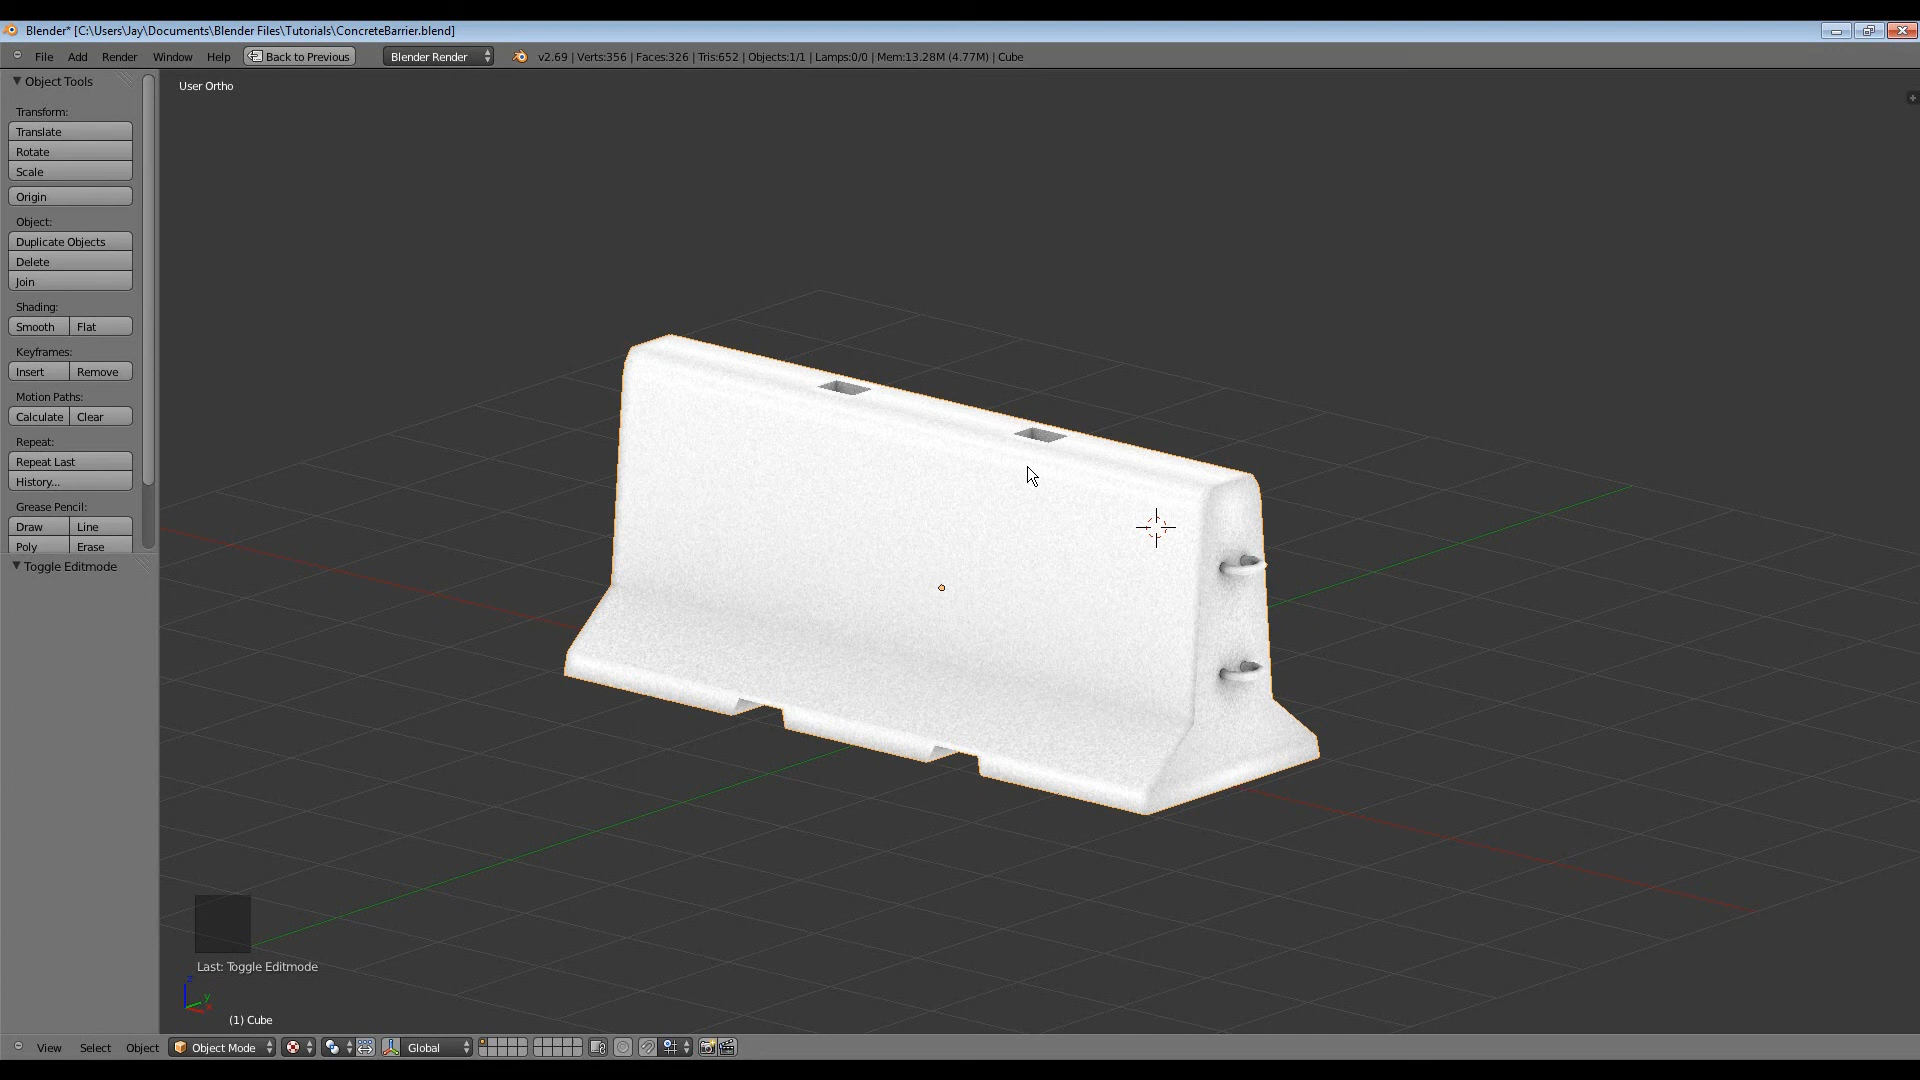 Blender* [C:\Users\Jay\Documents\Blender Files\Tutorials\ConcreteBarrier.blend]
File Add Render Window Help Back to Previous Blender Render v2.69 | Verts:356 | Faces:326 | Tris:652 | Objects:1/1 | Lamps:0/0 | Mem:13.28M (4.77M) | Cube
Object Tools
User Ortho
Transform:
Translate
Rotate
Scale
Origin
Object:
Duplicate Objects
Delete
Join
Shading:
Smooth Flat
Keyframes:
Insert Remove
Motion Paths:
Calculate Clear
Repeat:
Repeat Last
History...
Grease Pencil:
Draw Line
Poly Erase
Toggle Editmode
Last: Toggle Editmode
z
y
(1) Cube
View Select Object Object Mode Global